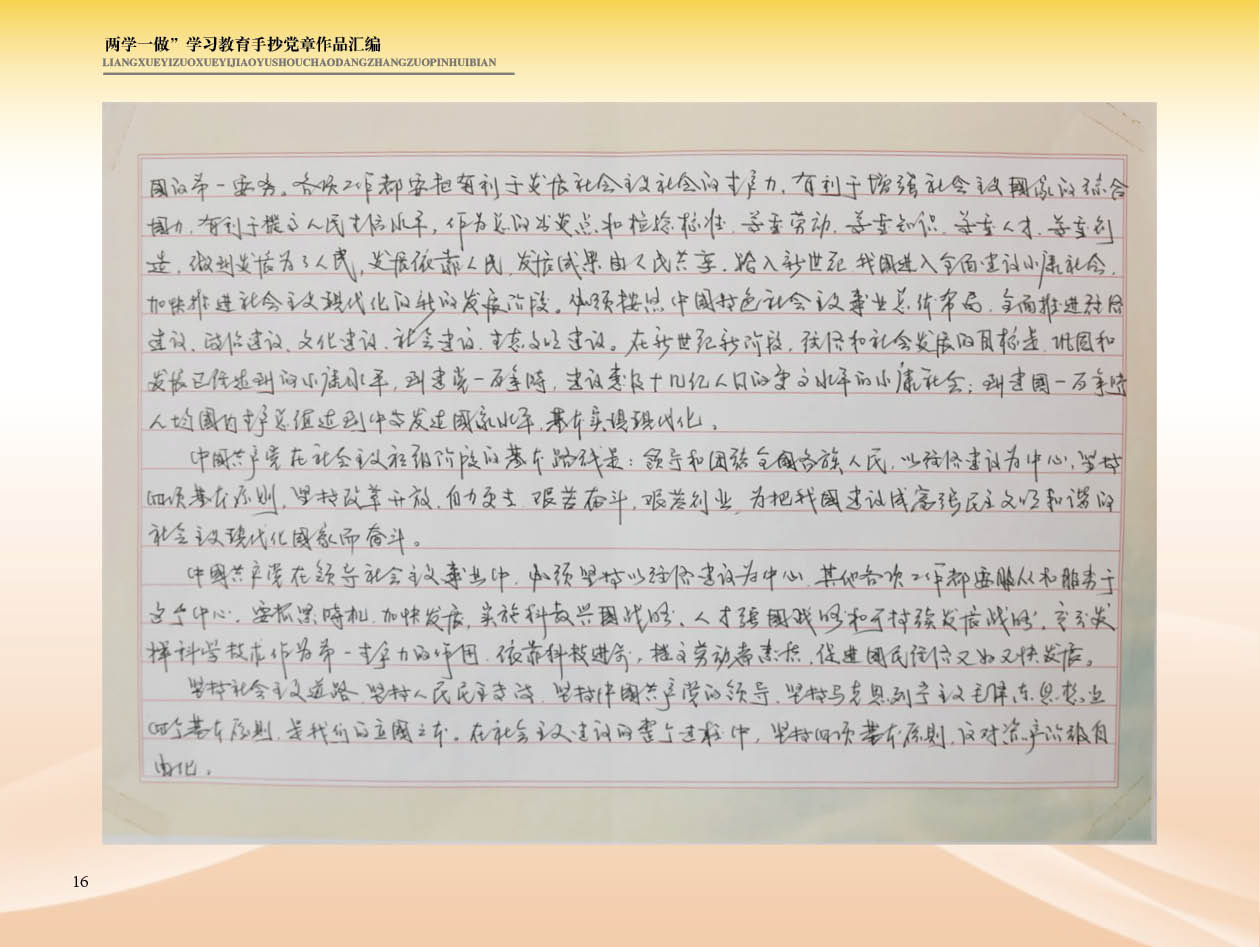 两学一做”学习教育手抄党章作品汇编
LIANGXUEYIZUOXUEYIJIAOYUSHOUCHAODANGZHANGZUOPINHUIBIAN
国的第一要务。各项工作都要把有利于发展社会主义社会的生产力，有利于增强社会主义國家的综合
国力，有利于提高人民生活水平，作为总的出发点和检验标准，尊重劳动，尊重知识，尊重人才，尊重创
造，做到发展为了人民，发展依靠人民，发展成果由人民共享。跨入新世纪，我國进入全面建设小康社会，
加快推进社会主义现代化的新的发展阶段。必须按照中國特色社会主义事业总体布局，全面推进经济
建设、政治建设、文化建设、社会建设、生态文明建设。在新世纪新阶段，经济和社会发展的目标是，巩固和
发展已经达到的小康水平，到建党一百年時，建设惠及十几亿人口的更高水平的小康社会；到建國一百年時
人均國内生产总值达到中等发达國家水平，基本实现现代化。
中國共产党在社会主义初级阶段的基本路线是：领导和团结全國各族人民，以经济建设为中心，坚持
四项基本原则，坚持改革开放，自力更生，艰苦奋斗，艰苦创业，为把我國建设成富强民主文明和谐的
社会主义现代化國家而奋斗。
中國共产党在领导社会主义事业中，必须坚持以经济建设为中心，其他各项工作都要服从和服务于
这个中心。要抓紧時机，加快发展，实施科教兴國战略、人才强國战略和可持续发展战略，充分发
挥科学技术作为第一生产力的作用，依靠科技进步，提高劳动者素质，促进國民经济又好又快发展。
坚持社会主义道路、坚持人民民主专政、坚持中國共产党的领导、坚持马克思列宁主义毛泽东思想这
四个基本原则，是我们的立國之本。在社会主义建设的整个过程中，坚持四项基本原则，反对资产阶级自
由化。
16